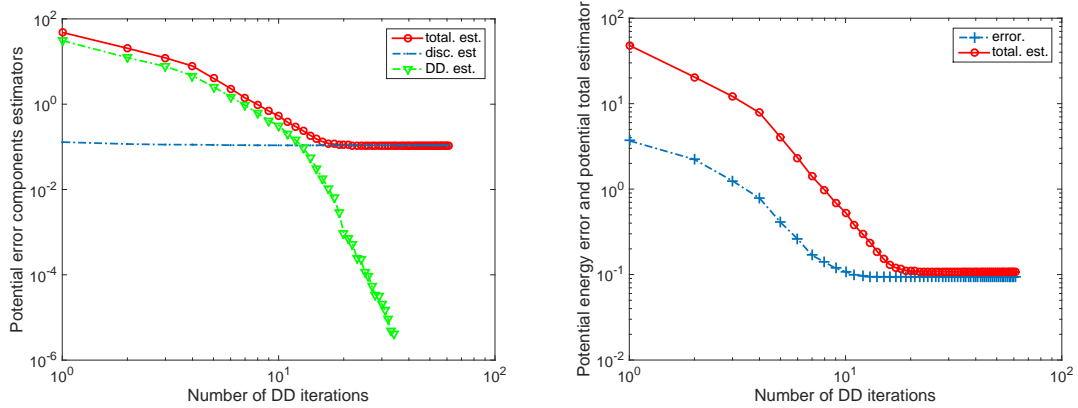 Potential error components estimators
10^2
10^0
10^-2
10^-4
10^-6
10^0
10^1
10^2
Number of DD iterations
total. est.
disc. est
DD. est.
Potential energy error and potential total estimator
10^2
10^1
10^0
10^-1
10^-2
10^0
10^1
10^2
Number of DD iterations
error.
total. est.